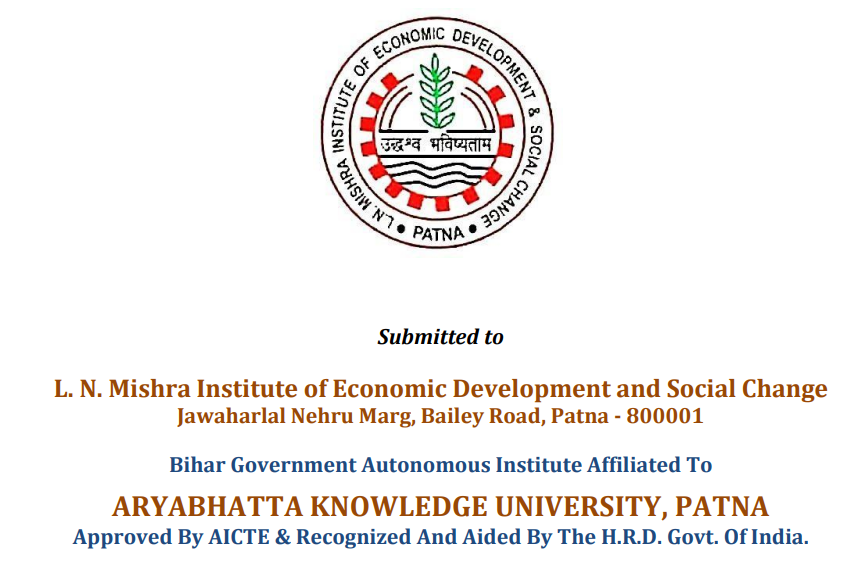 L.N. MISHRA INSTITUTE OF ECONOMIC DEVELOPMENT & SOCIAL CHANGE
• PATNA •
उद्धश्व भविष्यताम
Submitted to
L. N. Mishra Institute of Economic Development and Social Change
Jawaharlal Nehru Marg, Bailey Road, Patna - 800001
Bihar Government Autonomous Institute Affiliated To
ARYABHATTA KNOWLEDGE UNIVERSITY, PATNA
Approved By AICTE & Recognized And Aided By The H.R.D. Govt. Of India.